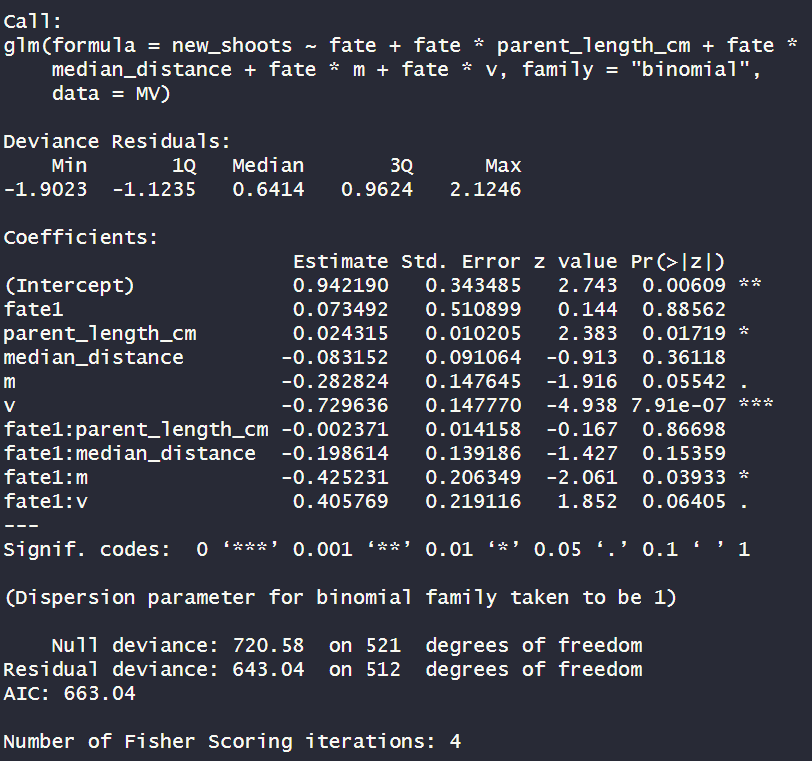 Call:
glm(formula = new_shoots ~ fate + fate * parent_length_cm + fate *
    median_distance + fate * m + fate * v, family = "binomial",
    data = MV)

Deviance Residuals:
    Min       1Q   Median       3Q      Max
-1.9023  -1.1235   0.6414   0.9624   2.1246

Coefficients:
                        Estimate Std. Error z value Pr(>|z|)
(Intercept)             0.942190   0.343485   2.743  0.00609 **
fate1                   0.073492   0.510899   0.144  0.88562
parent_length_cm        0.024315   0.010205   2.383  0.01719 *
median_distance        -0.083152   0.091064  -0.913  0.36118
m                      -0.282824   0.147645  -1.916  0.05542 .
v                      -0.729636   0.147770  -4.938 7.91e-07 ***
fate1:parent_length_cm -0.002371   0.014158  -0.167  0.86698
fate1:median_distance  -0.198614   0.139186  -1.427  0.15359
fate1:m                -0.425231   0.206349  -2.061  0.03933 *
fate1:v                 0.405769   0.219116   1.852  0.06405 .
---
Signif. codes:  0 ‘***’ 0.001 ‘**’ 0.01 ‘*’ 0.05 ‘.’ 0.1 ‘ ’ 1

(Dispersion parameter for binomial family taken to be 1)

    Null deviance: 720.58  on 521  degrees of freedom
Residual deviance: 643.04  on 512  degrees of freedom
AIC: 663.04

Number of Fisher Scoring iterations: 4